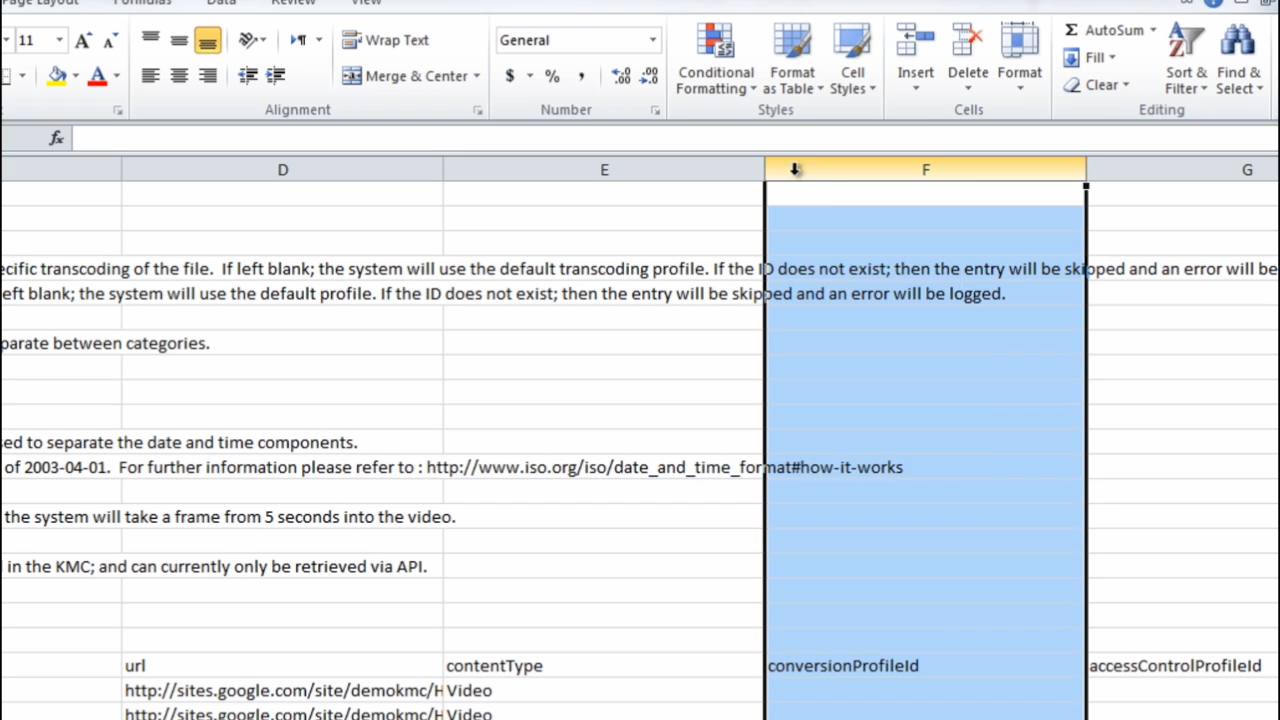 Page Layout Formulas Data Review View
11 A A Wrap Text General AutoSum
Fill
Merge & Center $ % , .0 .00 .00 .0 Conditional Formatting Format as Table Cell Styles Insert Delete Format Clear Sort & Filter Find & Select
Alignment Number Styles Cells Editing
fx
D E F G
ecific transcoding of the file. If left blank; the system will use the default transcoding profile. If the ID does not exist; then the entry will be skipped and an error will be
left blank; the system will use the default profile. If the ID does not exist; then the entry will be skipped and an error will be logged.
parate between categories.
sed to separate the date and time components.
of 2003-04-01. For further information please refer to : http://www.iso.org/iso/date_and_time_format#how-it-works
the system will take a frame from 5 seconds into the video.
in the KMC; and can currently only be retrieved via API.
url contentType conversionProfileId accessControlProfileId
http://sites.google.com/site/demokmc/H Video
http://sites.google.com/site/demokmc/H Video